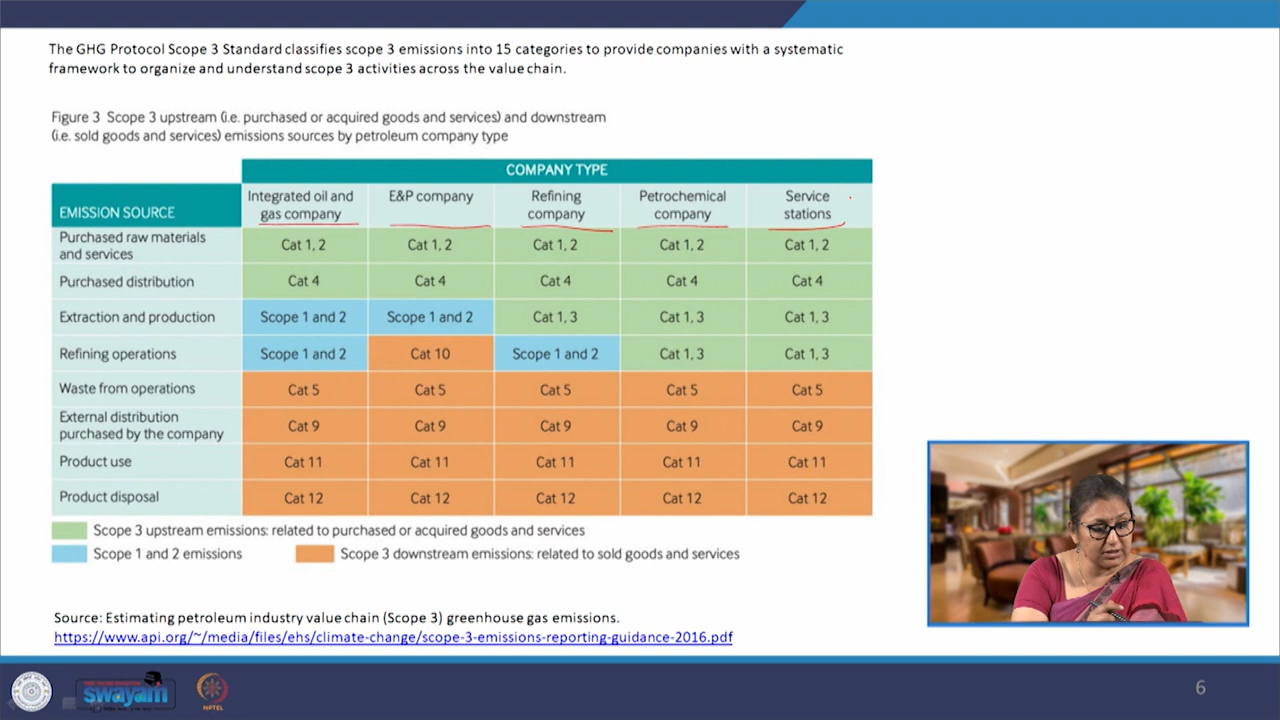 The GHG Protocol Scope 3 Standard classifies scope 3 emissions into 15 categories to provide companies with a systematic
framework to organize and understand scope 3 activities across the value chain.
Figure 3 Scope 3 upstream (i.e. purchased or acquired goods and services) and downstream
(i.e. sold goods and services) emissions sources by petroleum company type
COMPANY TYPE
EMISSION SOURCE
Integrated oil and
gas company
E&P company
Refining
company
Petrochemical
company
Service
stations
Purchased raw materials
and services
Cat 1, 2
Cat 1, 2
Cat 1, 2
Cat 1, 2
Cat 1, 2
Purchased distribution
Cat 4
Cat 4
Cat 4
Cat 4
Cat 4
Extraction and production
Scope 1 and 2
Scope 1 and 2
Cat 1, 3
Cat 1, 3
Cat 1, 3
Refining operations
Scope 1 and 2
Cat 10
Scope 1 and 2
Cat 1, 3
Cat 1, 3
Waste from operations
Cat 5
Cat 5
Cat 5
Cat 5
Cat 5
External distribution
purchased by the company
Cat 9
Cat 9
Cat 9
Cat 9
Cat 9
Product use
Cat 11
Cat 11
Cat 11
Cat 11
Cat 11
Product disposal
Cat 12
Cat 12
Cat 12
Cat 12
Cat 12
Scope 3 upstream emissions: related to purchased or acquired goods and services
Scope 1 and 2 emissions
Scope 3 downstream emissions: related to sold goods and services
Source: Estimating petroleum industry value chain (Scope 3) greenhouse gas emissions.
https://www.api.org/~/media/files/ehs/climate-change/scope-3-emissions-reporting-guidance-2016.pdf
swayam
NPTEL
6